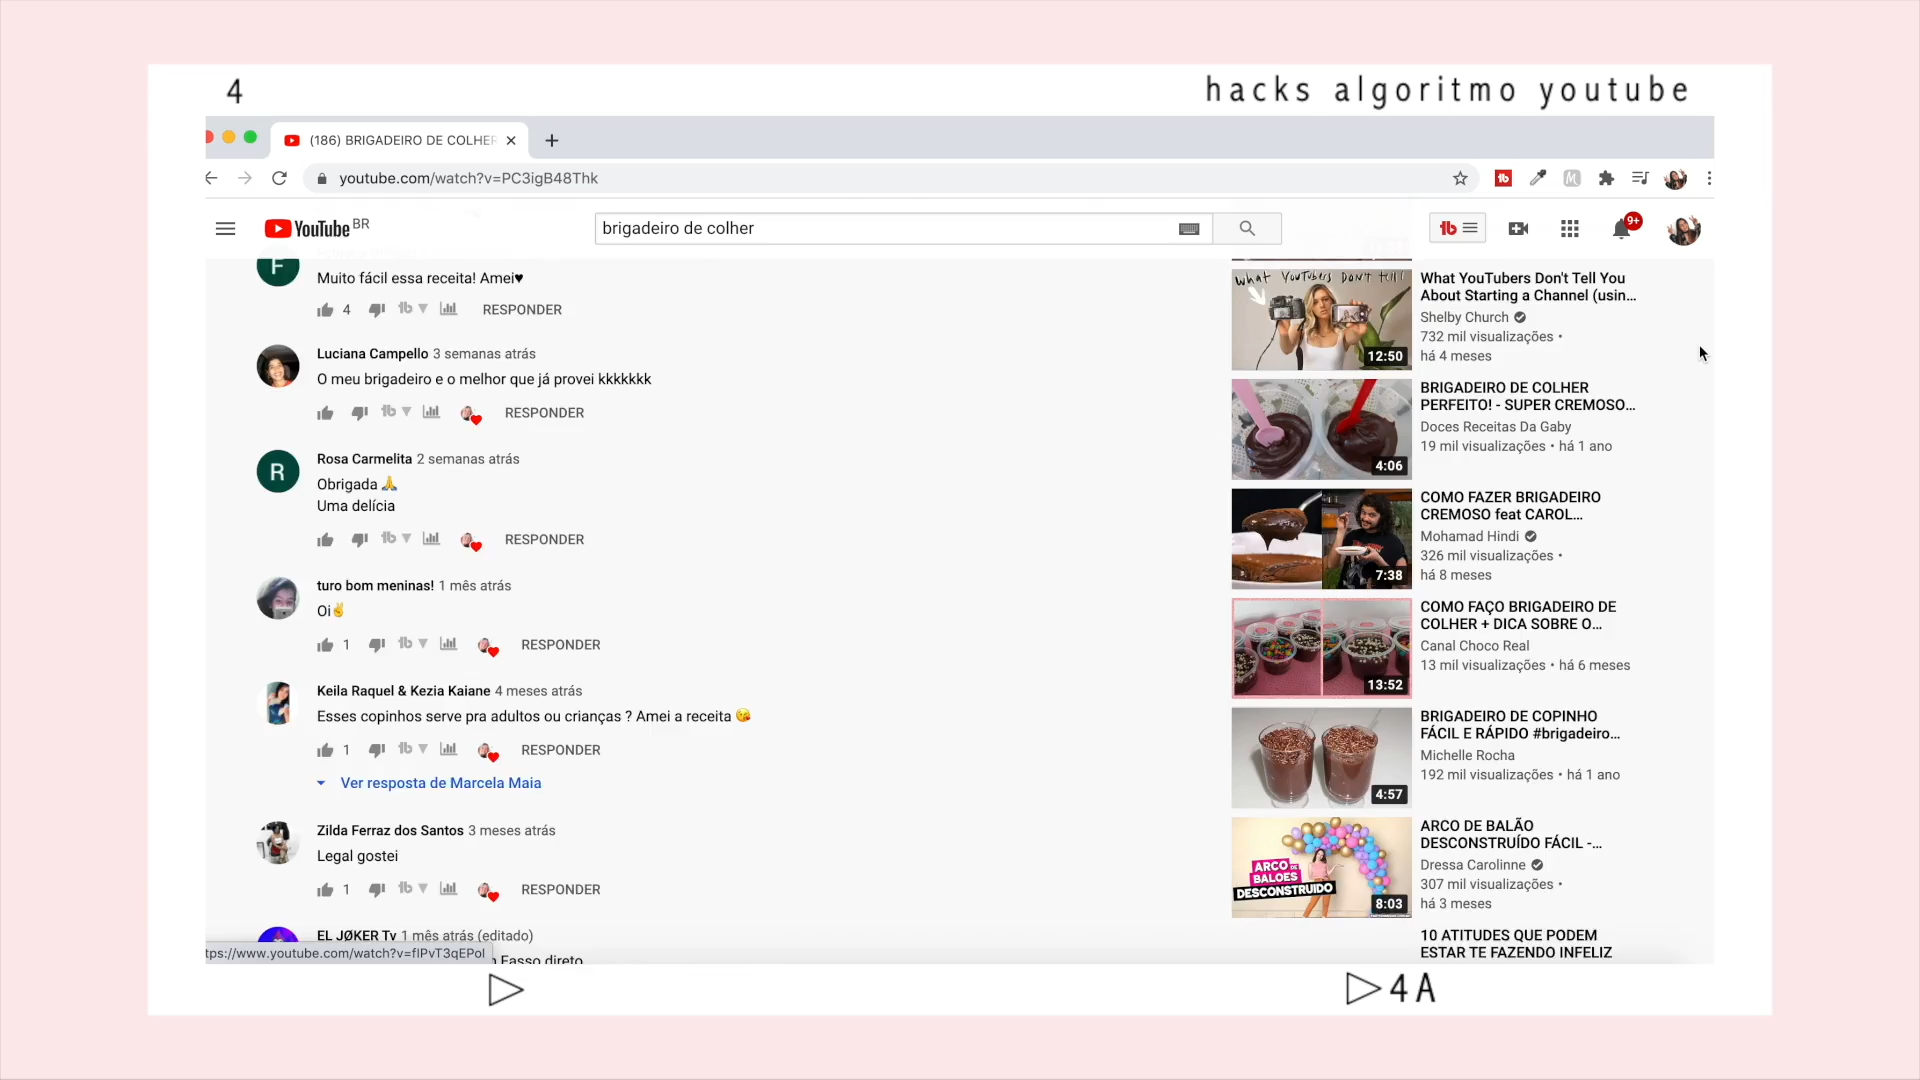 4
hacks algoritmo youtube
(186) BRIGADEIRO DE COLHER
youtube.com/watch?v=PC3igB48Thk
YouTube BR
brigadeiro de colher
9+
F
Muito fácil essa receita! Amei♥
4 RESPONDER
Luciana Campello 3 semanas atrás
O meu brigadeiro e o melhor que já provei kkkkkkk
RESPONDER
R
Rosa Carmelita 2 semanas atrás
Obrigada 🙏
Uma delícia
RESPONDER
turo bom meninas! 1 mês atrás
Oi✌
1 RESPONDER
Keila Raquel & Kezia Kaiane 4 meses atrás
Esses copinhos serve pra adultos ou crianças ? Amei a receita 😘
1 RESPONDER
Ver resposta de Marcela Maia
Zilda Ferraz dos Santos 3 meses atrás
Legal gostei
1 RESPONDER
EL JØKER Tv 1 mês atrás (editado)
Fasso direto
tps://www.youtube.com/watch?v=flPvT3qEPoI
What YouTubers DON'T tell!
12:50
What YouTubers Don't Tell You
About Starting a Channel (usin...
Shelby Church
732 mil visualizações •
há 4 meses
4:06
BRIGADEIRO DE COLHER
PERFEITO! - SUPER CREMOSO...
Doces Receitas Da Gaby
19 mil visualizações • há 1 ano
7:38
COMO FAZER BRIGADEIRO
CREMOSO feat CAROL...
Mohamad Hindi
326 mil visualizações •
há 8 meses
13:52
COMO FAÇO BRIGADEIRO DE
COLHER + DICA SOBRE O...
Canal Choco Real
13 mil visualizações • há 6 meses
4:57
BRIGADEIRO DE COPINHO
FÁCIL E RÁPIDO #brigadeiro...
Michelle Rocha
192 mil visualizações • há 1 ano
ARCO DE
BALOES
DESCONSTRUIDO
8:03
ARCO DE BALÃO
DESCONSTRUÍDO FÁCIL -...
Dressa Carolinne
307 mil visualizações •
há 3 meses
10 ATITUDES QUE PODEM
ESTAR TE FAZENDO INFELIZ
4A